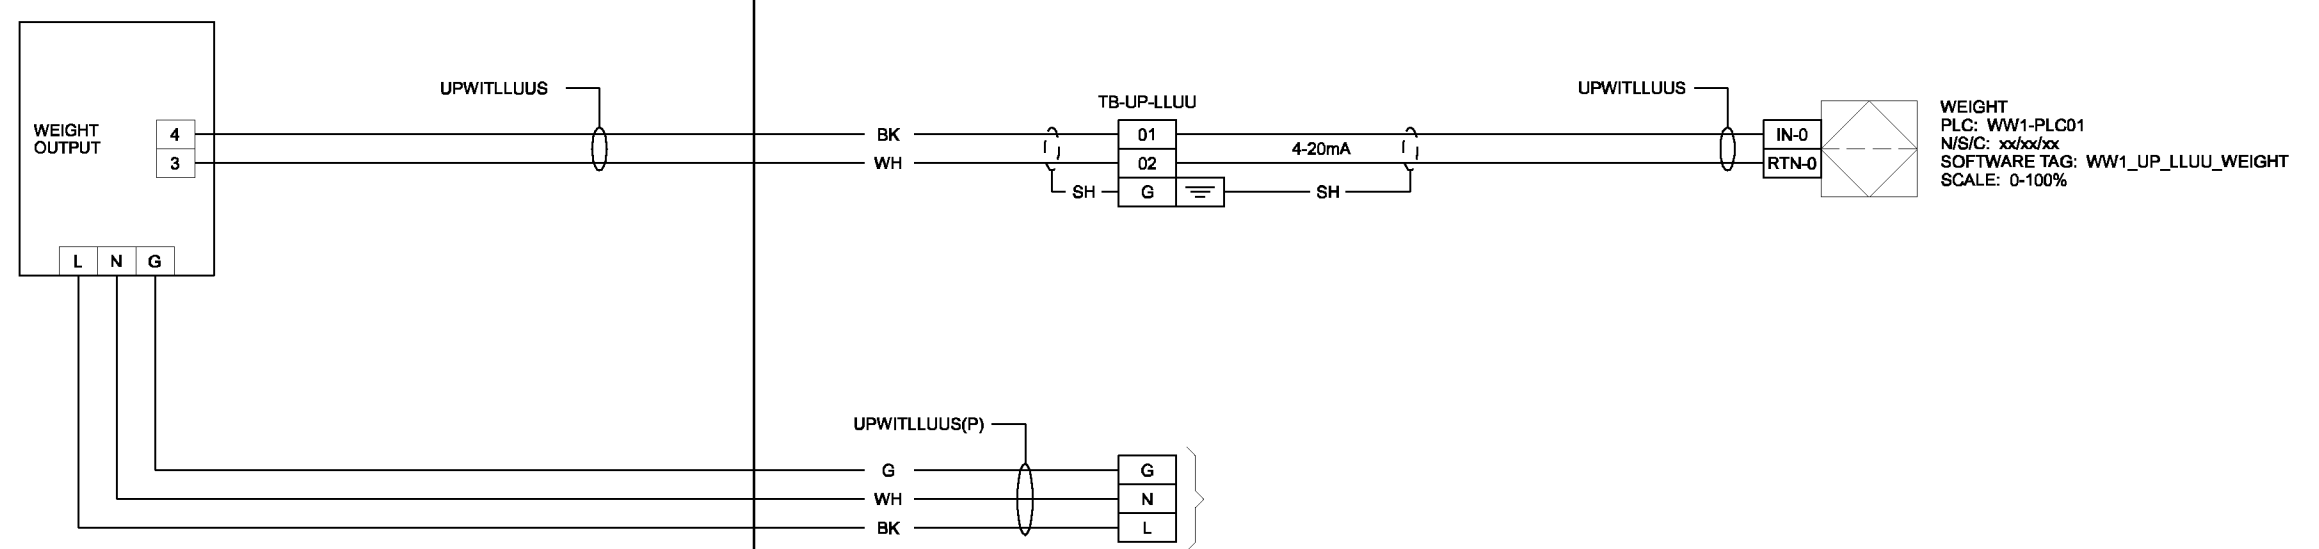 WEIGHT
OUTPUT
4
3
L N G
UPWITLLUUS
BK
WH
TB-UP-LLUU
01
02
G
SH
4-20mA
SH
UPWITLLUUS
IN-0
RTN-0
WEIGHT
PLC: WW1-PLC01
N/S/C: xx/xx/xx
SOFTWARE TAG: WW1_UP_LLUU_WEIGHT
SCALE: 0-100%
UPWITLLUUS(P)
G
WH
BK
G
N
L